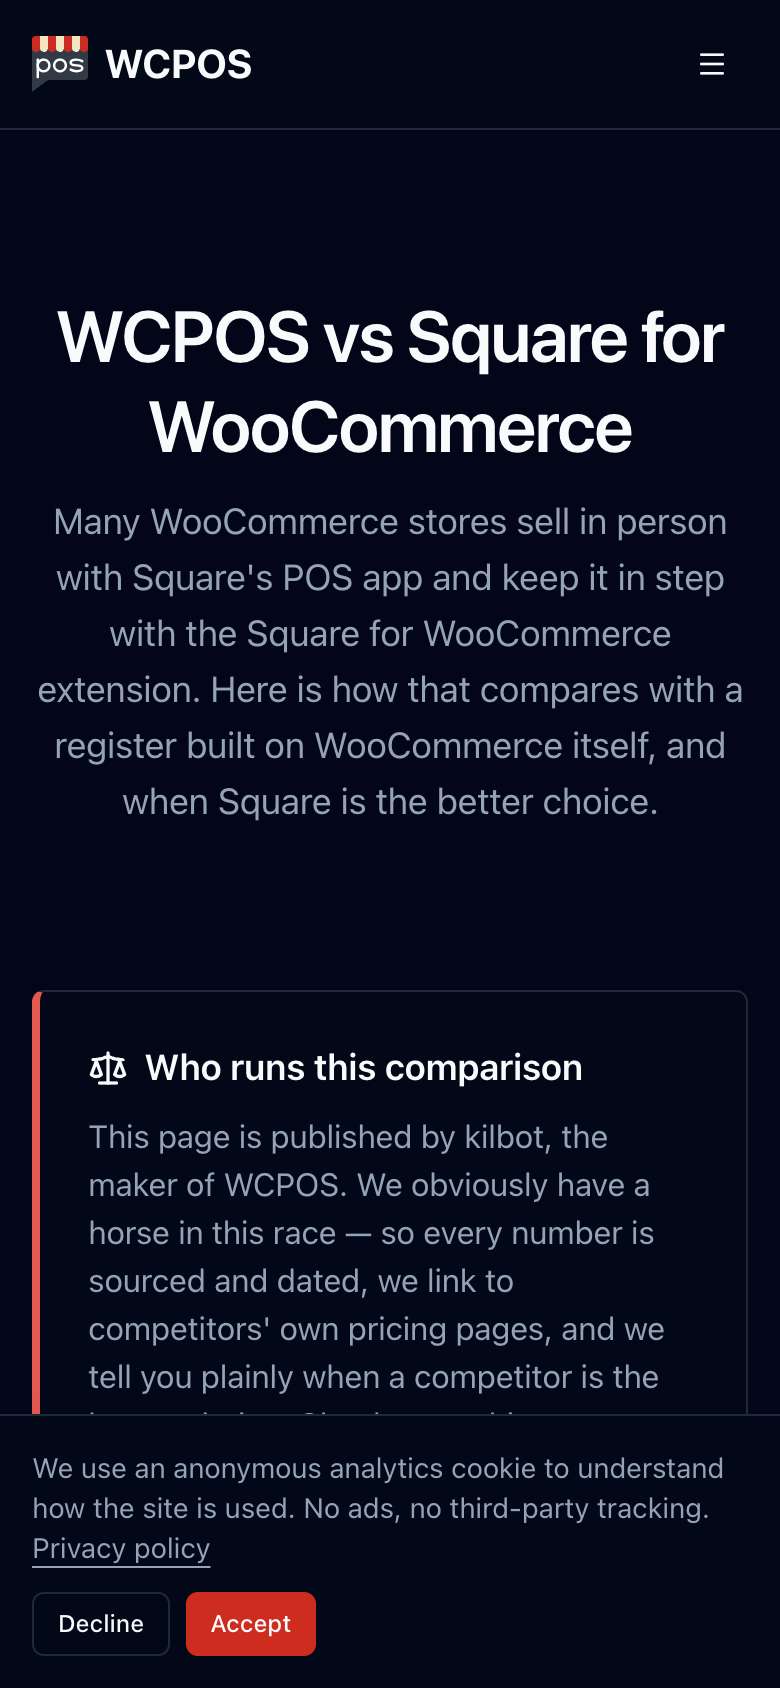 pos WCPOS
WCPOS vs Square for
WooCommerce
Many WooCommerce stores sell in person
with Square's POS app and keep it in step
with the Square for WooCommerce
extension. Here is how that compares with a
register built on WooCommerce itself, and
when Square is the better choice.
Who runs this comparison
This page is published by kilbot, the
maker of WCPOS. We obviously have a
horse in this race — so every number is
sourced and dated, we link to
competitors' own pricing pages, and we
tell you plainly when a competitor is the
We use an anonymous analytics cookie to understand
how the site is used. No ads, no third-party tracking.
Privacy policy
Decline Accept